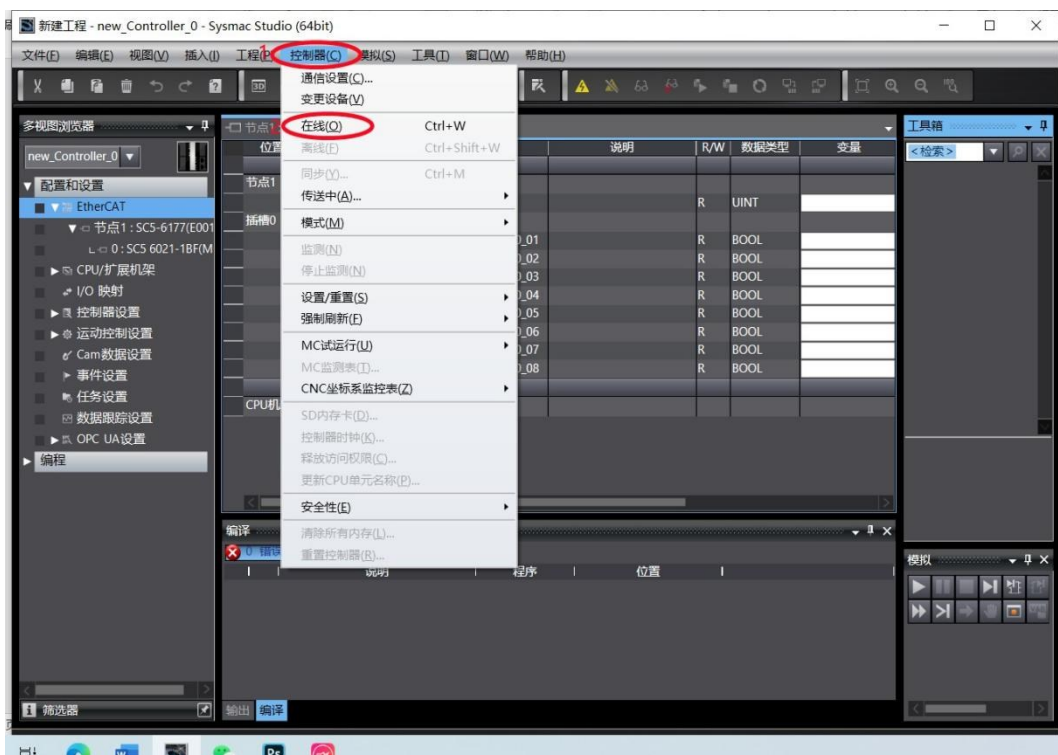 新建工程 - new_Controller_0 - Sysmac Studio (64bit)
文件(F) 编辑(E) 视图(V) 插入(I) 工程(P 1 控制器(C) 模拟(S) 工具(T) 窗口(W) 帮助(H)
多视图浏览器
new_Controller_0
配置和设置
EtherCAT
节点1 : SC5-6177(E001
0 : SC5 6021-1BF(M
CPU/扩展机架
I/O 映射
控制器设置
运动控制设置
Cam数据设置
事件设置
任务设置
数据跟踪设置
OPC UA设置
编程
筛选器
通信设置(C)...
变更设备(V)
在线(O) Ctrl+W
离线(F) Ctrl+Shift+W
同步(Y)... Ctrl+M
传送中(A)...
模式(M)
监测(N)
停止监测(N)
设置/重置(S)
强制刷新(F)
MC试运行(U)
MC监测表(T)...
CNC坐标系监控表(Z)
SD内存卡(D)...
控制器时钟(K)...
释放访问权限(C)...
更新CPU单元名称(P)...
安全性(E)
清除所有内存(L)...
重置控制器(R)...
节点1
位置 说明 R/W 数据类型 变量
节点1
R UINT
插槽0
0_01 R BOOL
0_02 R BOOL
0_03 R BOOL
0_04 R BOOL
0_05 R BOOL
0_06 R BOOL
0_07 R BOOL
0_08 R BOOL
CPU机
编译
0 错误
说明 程序 位置
输出 编译
工具箱
<检索>
模拟
Ps